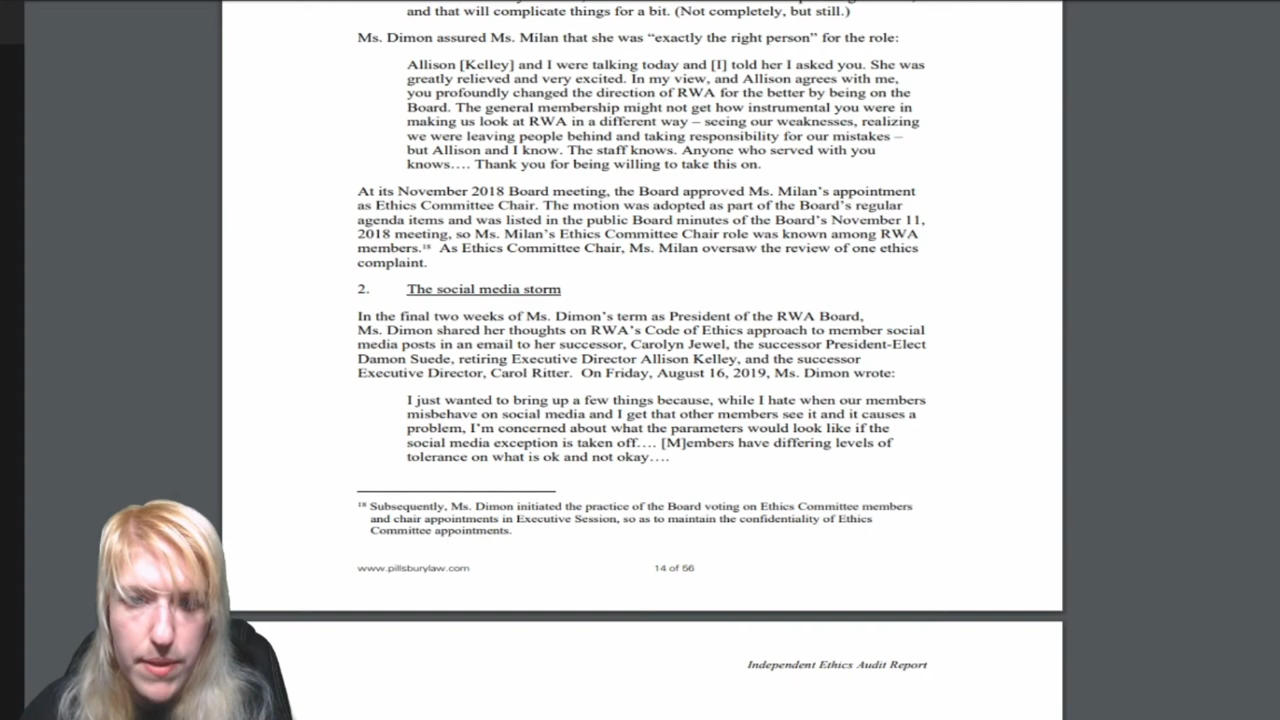 and that will complicate things for a bit. (Not completely, but still.)
Ms. Dimon assured Ms. Milan that she was “exactly the right person” for the role:
Allison [Kelley] and I were talking today and [I] told her I asked you. She was
greatly relieved and very excited. In my view, and Allison agrees with me,
you profoundly changed the direction of RWA for the better by being on the
Board. The general membership might not get how instrumental you were in
making us look at RWA in a different way – seeing our weaknesses, realizing
we were leaving people behind and taking responsibility for our mistakes –
but Allison and I know. The staff knows. Anyone who served with you
knows…. Thank you for being willing to take this on.
At its November 2018 Board meeting, the Board approved Ms. Milan’s appointment
as Ethics Committee Chair. The motion was adopted as part of the Board’s regular
agenda items and was listed in the public Board minutes of the Board’s November 11,
2018 meeting, so Ms. Milan’s Ethics Committee Chair role was known among RWA
members.¹⁸ As Ethics Committee Chair, Ms. Milan oversaw the review of one ethics
complaint.
2. The social media storm
In the final two weeks of Ms. Dimon’s term as President of the RWA Board,
Ms. Dimon shared her thoughts on RWA’s Code of Ethics approach to member social
media posts in an email to her successor, Carolyn Jewel, the successor President-Elect
Damon Suede, retiring Executive Director Allison Kelley, and the successor
Executive Director, Carol Ritter. On Friday, August 16, 2019, Ms. Dimon wrote:
I just wanted to bring up a few things because, while I hate when our members
misbehave on social media and I get that other members see it and it causes a
problem, I’m concerned about what the parameters would look like if the
social media exception is taken off…. [M]embers have differing levels of
tolerance on what is ok and not okay….
¹⁸ Subsequently, Ms. Dimon initiated the practice of the Board voting on Ethics Committee members
and chair appointments in Executive Session, so as to maintain the confidentiality of Ethics
Committee appointments.
www.pillsburylaw.com 14 of 56
Independent Ethics Audit Report